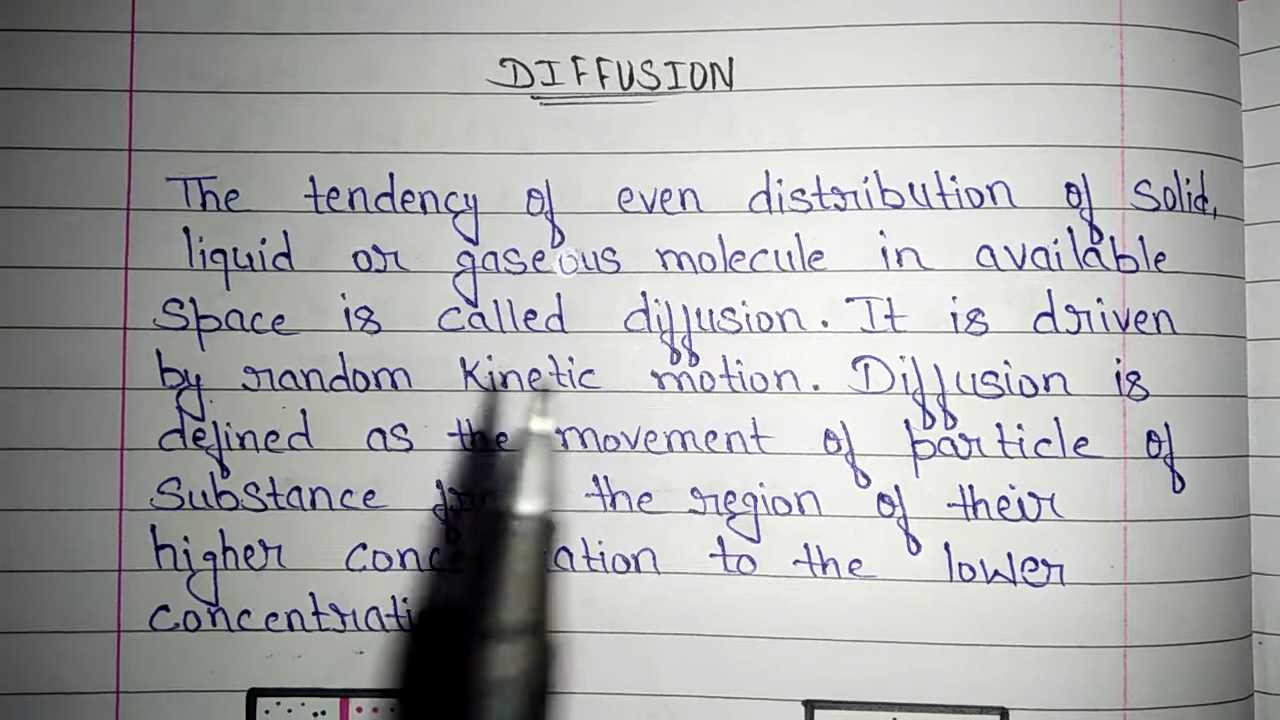 DIFFUSION
The tendency of even distribution of solid,
liquid or gaseous molecule in available
space is called diffusion. It is driven
by random kinetic motion. Diffusion is
defined as the movement of particle of
substance the region of their
higher to the lower